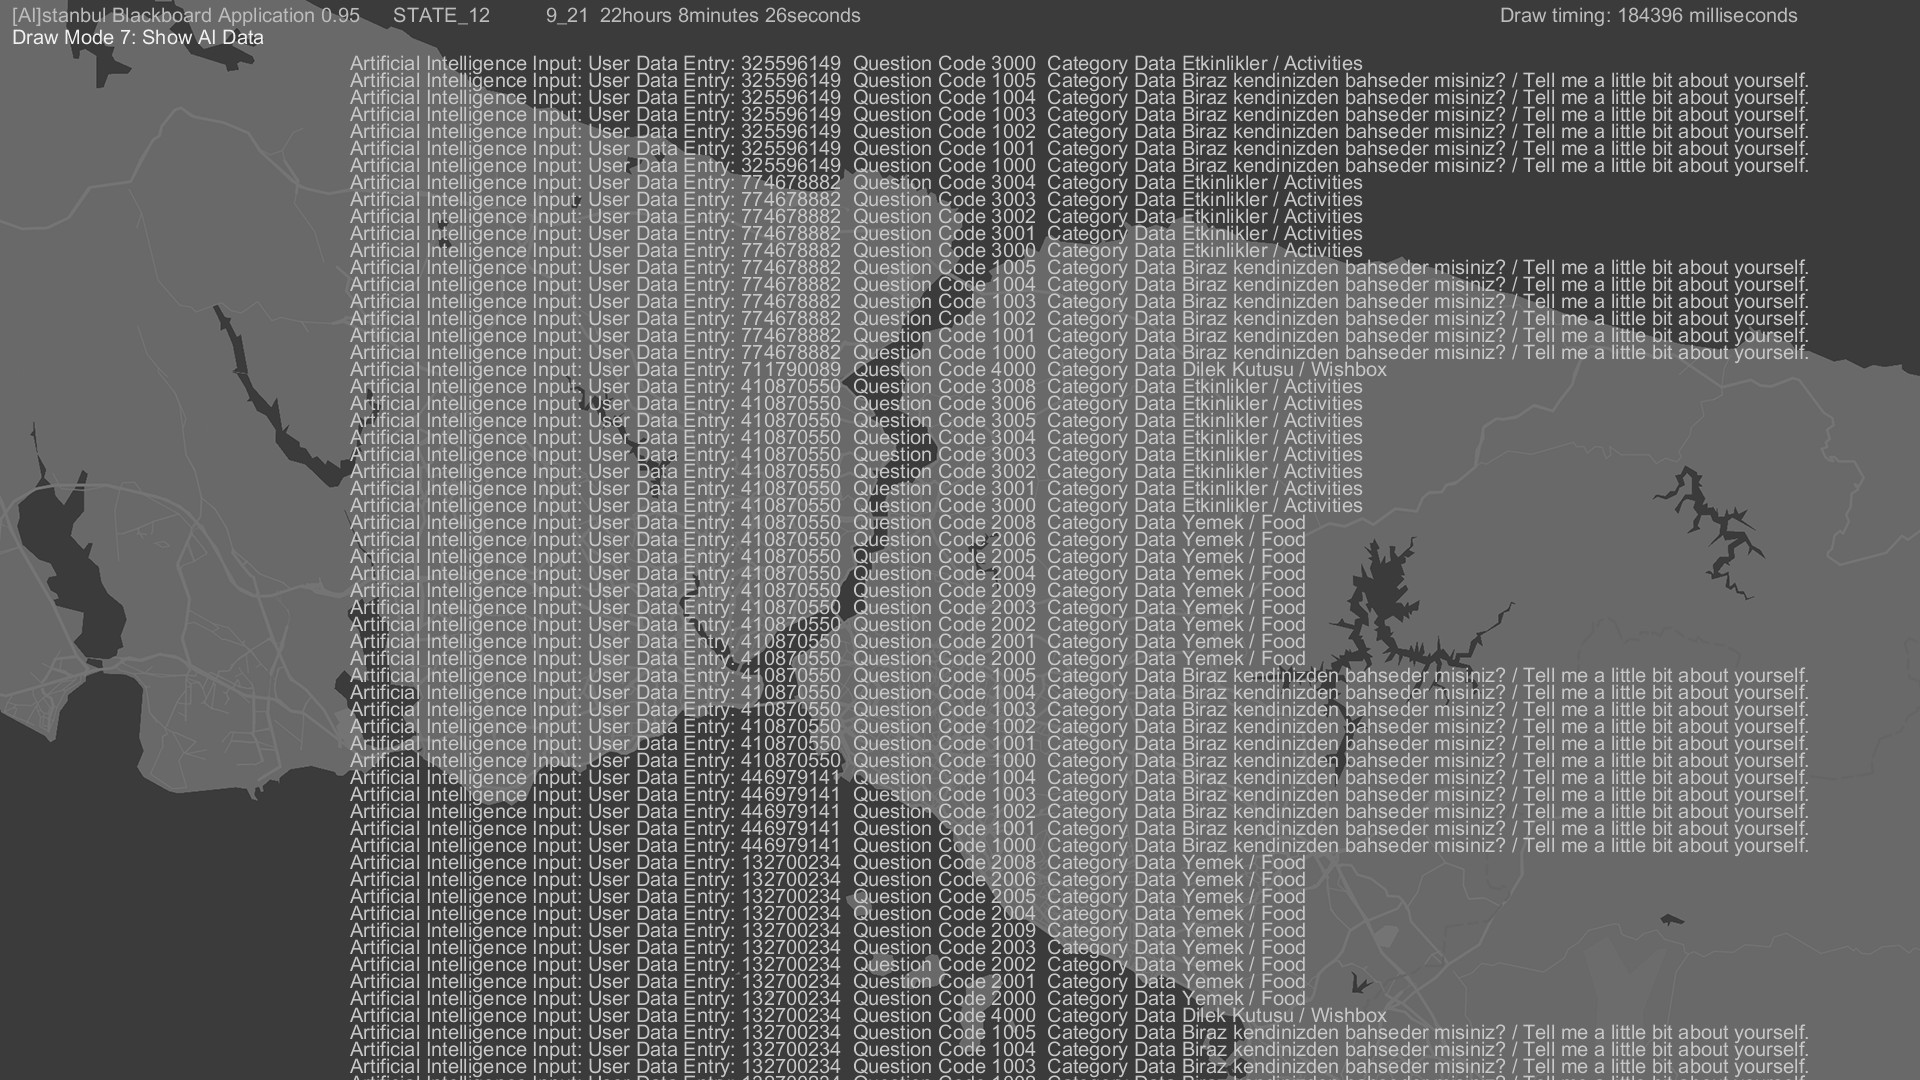 [AI]stanbul Blackboard Application 0.95 STATE_12 9_21 22hours 8minutes 26seconds Draw timing: 184396 milliseconds
Draw Mode 7: Show AI Data
Artificial Intelligence Input: User Data Entry: 325596149 Question Code 3000 Category Data Etkinlikler / Activities
Artificial Intelligence Input: User Data Entry: 325596149 Question Code 1005 Category Data Biraz kendinizden bahseder misiniz? / Tell me a little bit about yourself.
Artificial Intelligence Input: User Data Entry: 325596149 Question Code 1004 Category Data Biraz kendinizden bahseder misiniz? / Tell me a little bit about yourself.
Artificial Intelligence Input: User Data Entry: 325596149 Question Code 1003 Category Data Biraz kendinizden bahseder misiniz? / Tell me a little bit about yourself.
Artificial Intelligence Input: User Data Entry: 325596149 Question Code 1002 Category Data Biraz kendinizden bahseder misiniz? / Tell me a little bit about yourself.
Artificial Intelligence Input: User Data Entry: 325596149 Question Code 1001 Category Data Biraz kendinizden bahseder misiniz? / Tell me a little bit about yourself.
Artificial Intelligence Input: User Data Entry: 325596149 Question Code 1000 Category Data Biraz kendinizden bahseder misiniz? / Tell me a little bit about yourself.
Artificial Intelligence Input: User Data Entry: 774678882 Question Code 3004 Category Data Etkinlikler / Activities
Artificial Intelligence Input: User Data Entry: 774678882 Question Code 3003 Category Data Etkinlikler / Activities
Artificial Intelligence Input: User Data Entry: 774678882 Question Code 3002 Category Data Etkinlikler / Activities
Artificial Intelligence Input: User Data Entry: 774678882 Question Code 3001 Category Data Etkinlikler / Activities
Artificial Intelligence Input: User Data Entry: 774678882 Question Code 3000 Category Data Etkinlikler / Activities
Artificial Intelligence Input: User Data Entry: 774678882 Question Code 1005 Category Data Biraz kendinizden bahseder misiniz? / Tell me a little bit about yourself.
Artificial Intelligence Input: User Data Entry: 774678882 Question Code 1004 Category Data Biraz kendinizden bahseder misiniz? / Tell me a little bit about yourself.
Artificial Intelligence Input: User Data Entry: 774678882 Question Code 1003 Category Data Biraz kendinizden bahseder misiniz? / Tell me a little bit about yourself.
Artificial Intelligence Input: User Data Entry: 774678882 Question Code 1002 Category Data Biraz kendinizden bahseder misiniz? / Tell me a little bit about yourself.
Artificial Intelligence Input: User Data Entry: 774678882 Question Code 1001 Category Data Biraz kendinizden bahseder misiniz? / Tell me a little bit about yourself.
Artificial Intelligence Input: User Data Entry: 774678882 Question Code 1000 Category Data Biraz kendinizden bahseder misiniz? / Tell me a little bit about yourself.
Artificial Intelligence Input: User Data Entry: 711790089 Question Code 4000 Category Data Dilek Kutusu / Wishbox
Artificial Intelligence Input: User Data Entry: 410870550 Question Code 3008 Category Data Etkinlikler / Activities
Artificial Intelligence Input: User Data Entry: 410870550 Question Code 3006 Category Data Etkinlikler / Activities
Artificial Intelligence Input: User Data Entry: 410870550 Question Code 3005 Category Data Etkinlikler / Activities
Artificial Intelligence Input: User Data Entry: 410870550 Question Code 3004 Category Data Etkinlikler / Activities
Artificial Intelligence Input: User Data Entry: 410870550 Question Code 3003 Category Data Etkinlikler / Activities
Artificial Intelligence Input: User Data Entry: 410870550 Question Code 3002 Category Data Etkinlikler / Activities
Artificial Intelligence Input: User Data Entry: 410870550 Question Code 3001 Category Data Etkinlikler / Activities
Artificial Intelligence Input: User Data Entry: 410870550 Question Code 3000 Category Data Etkinlikler / Activities
Artificial Intelligence Input: User Data Entry: 410870550 Question Code 2008 Category Data Yemek / Food
Artificial Intelligence Input: User Data Entry: 410870550 Question Code 2006 Category Data Yemek / Food
Artificial Intelligence Input: User Data Entry: 410870550 Question Code 2005 Category Data Yemek / Food
Artificial Intelligence Input: User Data Entry: 410870550 Question Code 2004 Category Data Yemek / Food
Artificial Intelligence Input: User Data Entry: 410870550 Question Code 2009 Category Data Yemek / Food
Artificial Intelligence Input: User Data Entry: 410870550 Question Code 2003 Category Data Yemek / Food
Artificial Intelligence Input: User Data Entry: 410870550 Question Code 2002 Category Data Yemek / Food
Artificial Intelligence Input: User Data Entry: 410870550 Question Code 2001 Category Data Yemek / Food
Artificial Intelligence Input: User Data Entry: 410870550 Question Code 2000 Category Data Yemek / Food
Artificial Intelligence Input: User Data Entry: 410870550 Question Code 1005 Category Data Biraz kendinizden bahseder misiniz? / Tell me a little bit about yourself.
Artificial Intelligence Input: User Data Entry: 410870550 Question Code 1004 Category Data Biraz kendinizden bahseder misiniz? / Tell me a little bit about yourself.
Artificial Intelligence Input: User Data Entry: 410870550 Question Code 1003 Category Data Biraz kendinizden bahseder misiniz? / Tell me a little bit about yourself.
Artificial Intelligence Input: User Data Entry: 410870550 Question Code 1002 Category Data Biraz kendinizden bahseder misiniz? / Tell me a little bit about yourself.
Artificial Intelligence Input: User Data Entry: 410870550 Question Code 1001 Category Data Biraz kendinizden bahseder misiniz? / Tell me a little bit about yourself.
Artificial Intelligence Input: User Data Entry: 410870550 Question Code 1000 Category Data Biraz kendinizden bahseder misiniz? / Tell me a little bit about yourself.
Artificial Intelligence Input: User Data Entry: 446979141 Question Code 1004 Category Data Biraz kendinizden bahseder misiniz? / Tell me a little bit about yourself.
Artificial Intelligence Input: User Data Entry: 446979141 Question Code 1003 Category Data Biraz kendinizden bahseder misiniz? / Tell me a little bit about yourself.
Artificial Intelligence Input: User Data Entry: 446979141 Question Code 1002 Category Data Biraz kendinizden bahseder misiniz? / Tell me a little bit about yourself.
Artificial Intelligence Input: User Data Entry: 446979141 Question Code 1001 Category Data Biraz kendinizden bahseder misiniz? / Tell me a little bit about yourself.
Artificial Intelligence Input: User Data Entry: 446979141 Question Code 1000 Category Data Biraz kendinizden bahseder misiniz? / Tell me a little bit about yourself.
Artificial Intelligence Input: User Data Entry: 132700234 Question Code 2008 Category Data Yemek / Food
Artificial Intelligence Input: User Data Entry: 132700234 Question Code 2006 Category Data Yemek / Food
Artificial Intelligence Input: User Data Entry: 132700234 Question Code 2005 Category Data Yemek / Food
Artificial Intelligence Input: User Data Entry: 132700234 Question Code 2004 Category Data Yemek / Food
Artificial Intelligence Input: User Data Entry: 132700234 Question Code 2009 Category Data Yemek / Food
Artificial Intelligence Input: User Data Entry: 132700234 Question Code 2003 Category Data Yemek / Food
Artificial Intelligence Input: User Data Entry: 132700234 Question Code 2002 Category Data Yemek / Food
Artificial Intelligence Input: User Data Entry: 132700234 Question Code 2001 Category Data Yemek / Food
Artificial Intelligence Input: User Data Entry: 132700234 Question Code 2000 Category Data Yemek / Food
Artificial Intelligence Input: User Data Entry: 132700234 Question Code 4000 Category Data Dilek Kutusu / Wishbox
Artificial Intelligence Input: User Data Entry: 132700234 Question Code 1005 Category Data Biraz kendinizden bahseder misiniz? / Tell me a little bit about yourself.
Artificial Intelligence Input: User Data Entry: 132700234 Question Code 1004 Category Data Biraz kendinizden bahseder misiniz? / Tell me a little bit about yourself.
Artificial Intelligence Input: User Data Entry: 132700234 Question Code 1003 Category Data Biraz kendinizden bahseder misiniz? / Tell me a little bit about yourself.